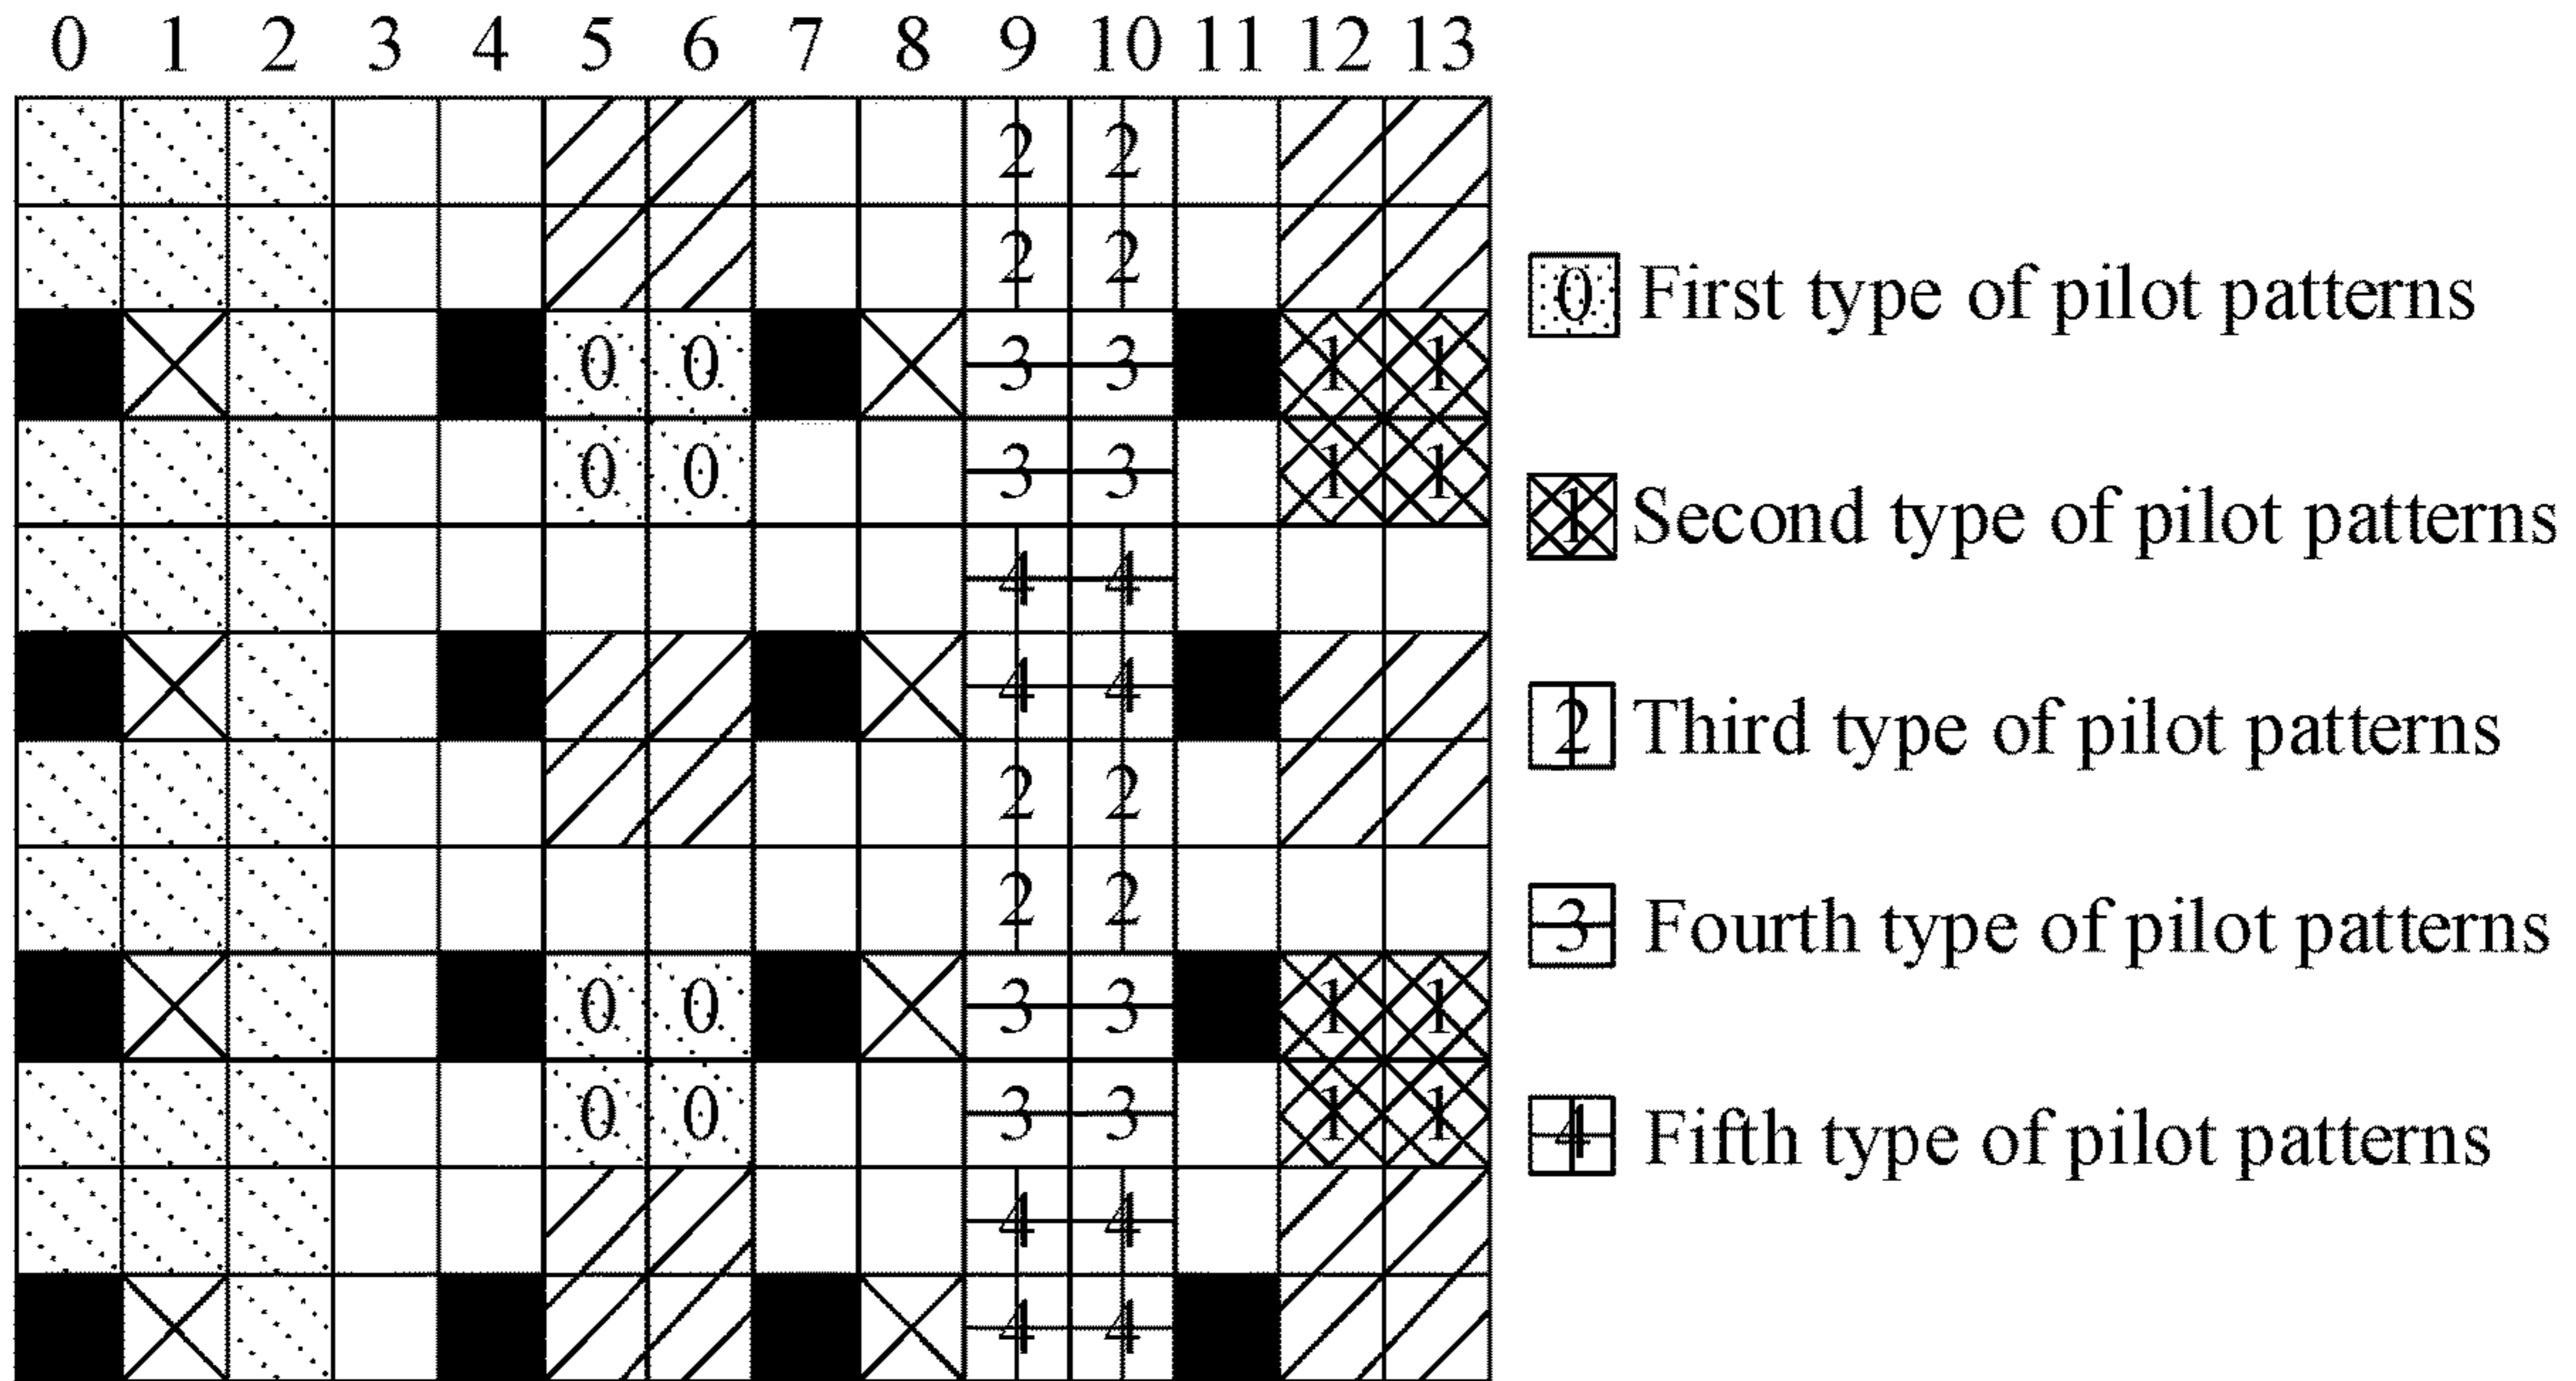 0 1 2 3 4 5 6 7 8 9 10 11 12 13
2 2
2 2
0 0 3 3 1 1
0 0 3 3 1 1
4 4
4 4
2 2
2 2
0 0 3 3 1 1
0 0 3 3 1 1
4 4
4 4
0 First type of pilot patterns
1 Second type of pilot patterns
2 Third type of pilot patterns
3 Fourth type of pilot patterns
4 Fifth type of pilot patterns